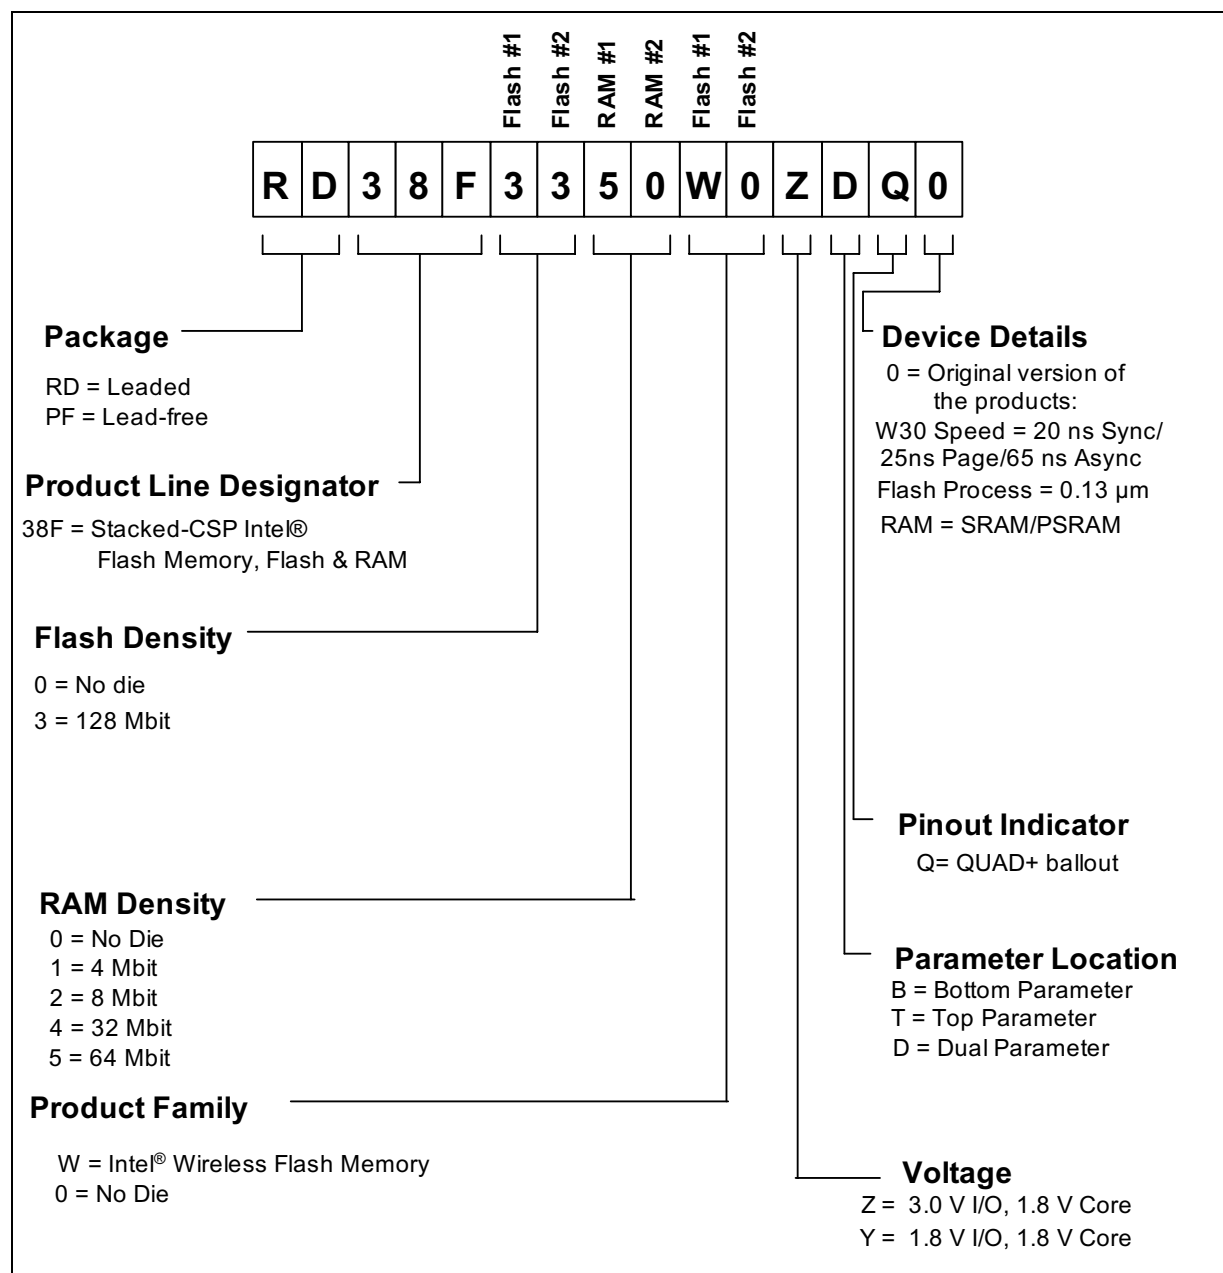 Flash #1
Flash #2
RAM #1
RAM #2
Flash #1
Flash #2
R D 3 8 F 3 3 5 0 W 0 Z D Q 0
Package
RD = Leaded
PF = Lead-free
Product Line Designator
38F = Stacked-CSP Intel®
Flash Memory, Flash & RAM
Flash Density
0 = No die
3 = 128 Mbit
RAM Density
0 = No Die
1 = 4 Mbit
2 = 8 Mbit
4 = 32 Mbit
5 = 64 Mbit
Product Family
W = Intel® Wireless Flash Memory
0 = No Die
Device Details
0 = Original version of
the products:
W30 Speed = 20 ns Sync/
25ns Page/65 ns Async
Flash Process = 0.13 µm
RAM = SRAM/PSRAM
Pinout Indicator
Q= QUAD+ ballout
Parameter Location
B = Bottom Parameter
T = Top Parameter
D = Dual Parameter
Voltage
Z = 3.0 V I/O, 1.8 V Core
Y = 1.8 V I/O, 1.8 V Core